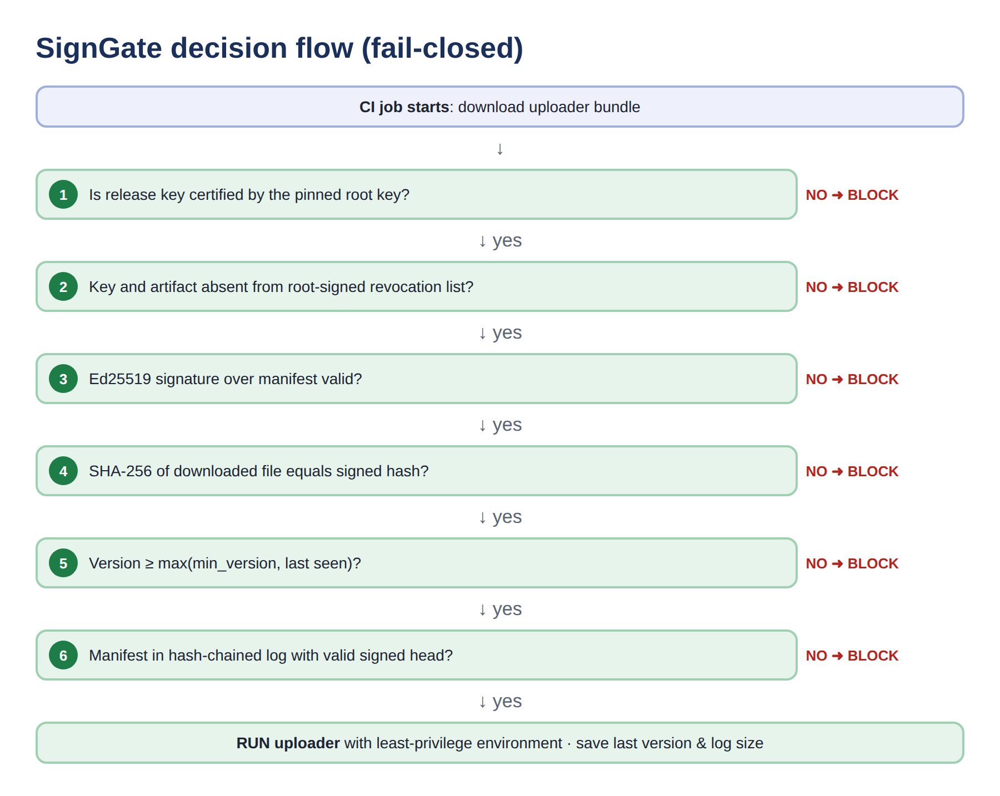 SignGate decision flow (fail-closed)
CI job starts: download uploader bundle
↓
1 Is release key certified by the pinned root key? NO ➜ BLOCK
↓ yes
2 Key and artifact absent from root-signed revocation list? NO ➜ BLOCK
↓ yes
3 Ed25519 signature over manifest valid? NO ➜ BLOCK
↓ yes
4 SHA-256 of downloaded file equals signed hash? NO ➜ BLOCK
↓ yes
5 Version ≥ max(min_version, last seen)? NO ➜ BLOCK
↓ yes
6 Manifest in hash-chained log with valid signed head? NO ➜ BLOCK
↓ yes
RUN uploader with least-privilege environment · save last version & log size